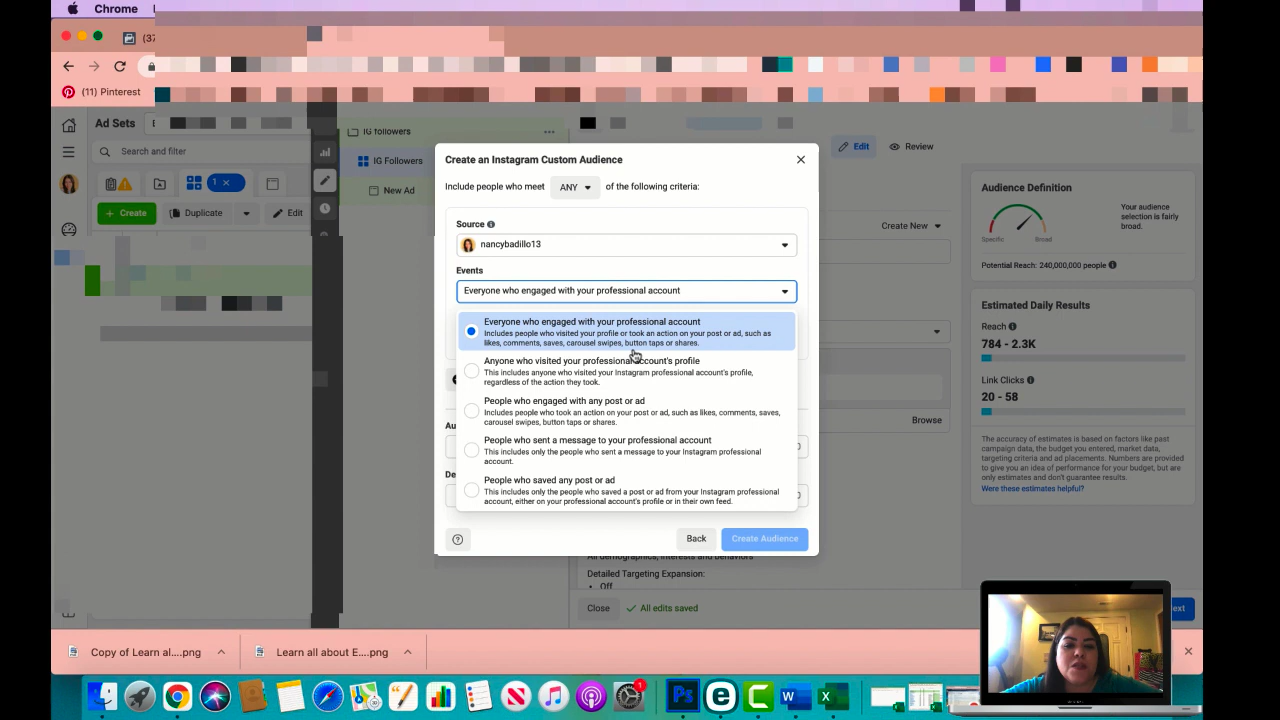 Chrome
(37
(11) Pinterest
Ad Sets
Search and filter
1
Create
Duplicate
Edit
IG followers
IG Followers
New Ad
Edit
Review
Create an Instagram Custom Audience
Include people who meet ANY of the following criteria:
Source
nancybadillo13
Events
Everyone who engaged with your professional account
Everyone who engaged with your professional account
Includes people who visited your profile or took an action on your post or ad, such as
likes, comments, saves, carousel swipes, button taps or shares.
Anyone who visited your professional account's profile
This includes anyone who visited your Instagram professional account's profile,
regardless of the action they took.
People who engaged with any post or ad
Includes people who took an action on your post or ad, such as likes, comments, saves,
carousel swipes, button taps or shares.
People who sent a message to your professional account
This includes only the people who sent a message to your Instagram professional
account.
People who saved any post or ad
This includes only the people who saved a post or ad from your Instagram professional
account, either on your professional account's profile or in their own feed.
Au
De
Back
Create Audience
Create New
Browse
All demographics, interests and behaviors
Detailed Targeting Expansion:
• Off
Close
All edits saved
ext
Audience Definition
Specific
Broad
Your audience
selection is fairly
broad.
Potential Reach: 240,000,000 people
Estimated Daily Results
Reach
784 - 2.3K
Link Clicks
20 - 58
The accuracy of estimates is based on factors like past
campaign data, the budget you entered, market data,
targeting criteria and ad placements. Numbers are provided
to give you an idea of performance for your budget, but are
only estimates and don't guarantee results.
Were these estimates helpful?
Copy of Learn al....png
Learn all about E....png
1
Ps
e
C
W
X